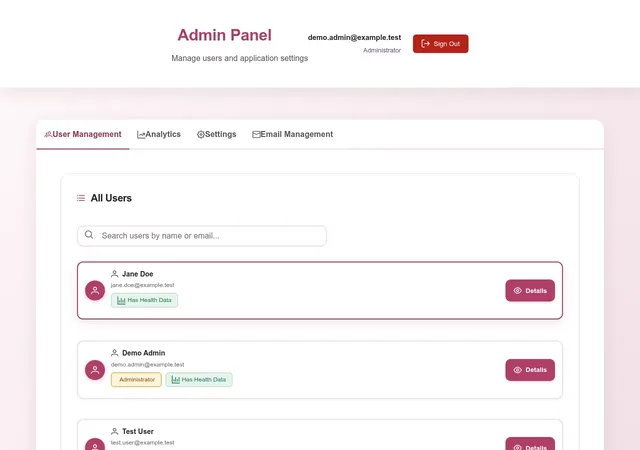 Admin Panel
Manage users and application settings
demo.admin@example.test
Administrator
Sign Out
User Management
Analytics
Settings
Email Management
All Users
Search users by name or email...
Jane Doe
jane.doe@example.test
Has Health Data
Details
Demo Admin
demo.admin@example.test
Administrator
Has Health Data
Details
Test User
test.user@example.test
Details